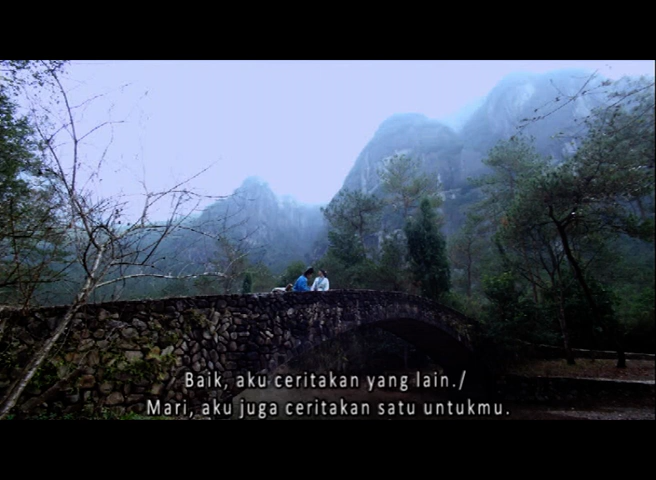 Baik, aku ceritakan yang lain./
Mari, aku juga ceritakan satu untukmu.